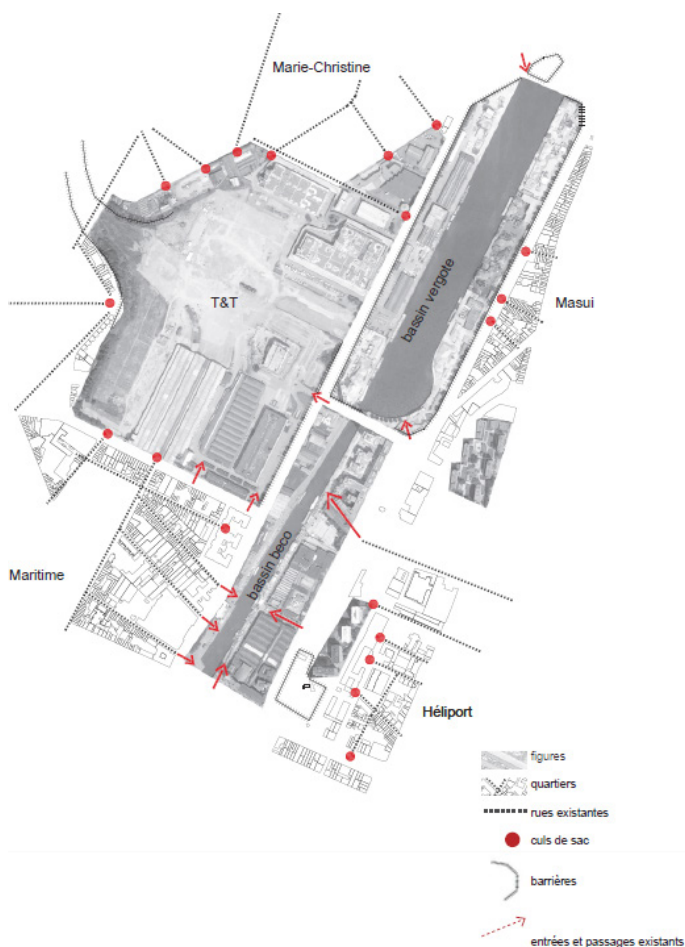 Marie-Christine
T&T
bassin vergote
Masui
bassin beco
Maritime
Héliport
figures
quartiers
rues existantes
culs de sac
barrières
entrées et passages existants